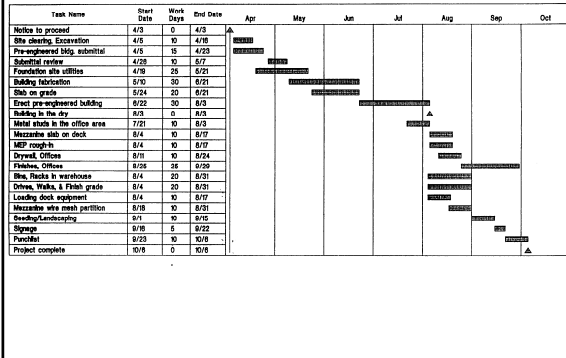 Task Name Start Date Work Days End Date Apr May Jun Jul Aug Sep Oct
Notice to proceed 4/3 0 4/3
Site clearing, Excavation 4/5 10 4/16
Pre-engineered bldg. submittal 4/5 15 4/23
Submittal review 4/26 10 5/7
Foundation site utilities 4/19 25 5/21
Building fabrication 5/10 30 6/21
Slab on grade 5/24 20 6/21
Erect pre-engineered building 6/22 30 8/3
Building in the dry 8/3 0 8/3
Metal studs in the office area 7/21 10 8/3
Mezzanine slab on deck 8/4 10 8/17
MEP rough-in 8/4 10 8/17
Drywall, Offices 8/11 10 8/24
Finishes, Offices 8/25 25 9/29
Bins, Racks in warehouse 8/4 20 8/31
Drives, Walks, & Finish grade 8/4 20 8/31
Loading dock equipment 8/4 10 8/17
Mezzanine wire mesh partition 8/18 10 8/31
Seeding/Landscaping 9/1 10 9/15
Signage 9/16 5 9/22
Punchlist 9/23 10 10/6
Project complete 10/6 0 10/6